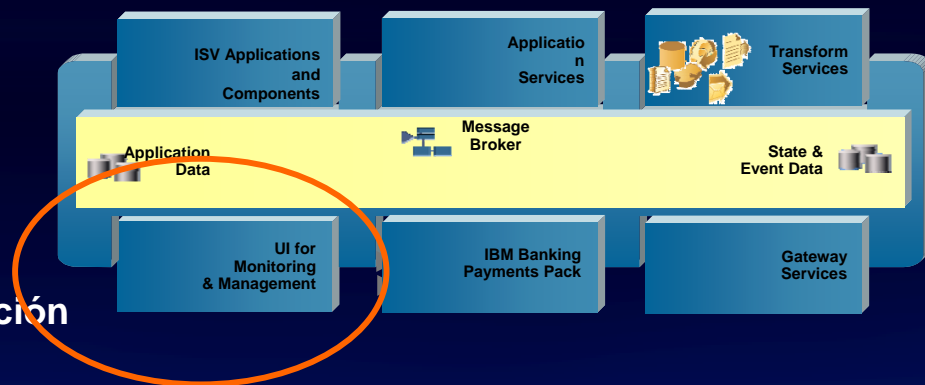 ISV Applications
and
Components
Applicatio
n
Services
Transform
Services
Application
Data
Message
Broker
State &
Event Data
UI for
Monitoring
& Management
IBM Banking
Payments Pack
Gateway
Services
ción